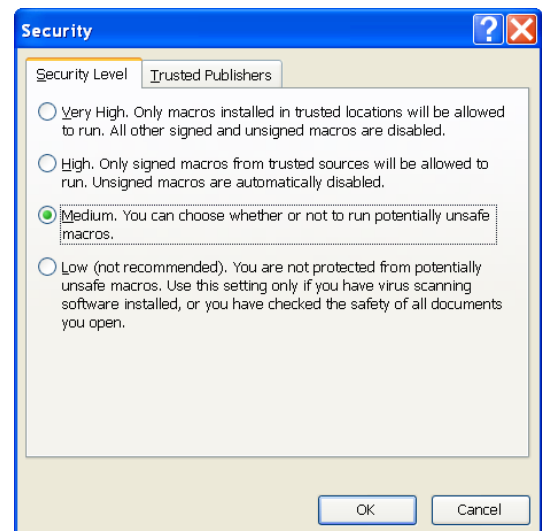 Security
Security Level
Trusted Publishers
Very High. Only macros installed in trusted locations will be allowed
to run. All other signed and unsigned macros are disabled.
High. Only signed macros from trusted sources will be allowed to
run. Unsigned macros are automatically disabled.
Medium. You can choose whether or not to run potentially unsafe
macros.
Low (not recommended). You are not protected from potentially
unsafe macros. Use this setting only if you have virus scanning
software installed, or you have checked the safety of all documents
you open.
OK
Cancel